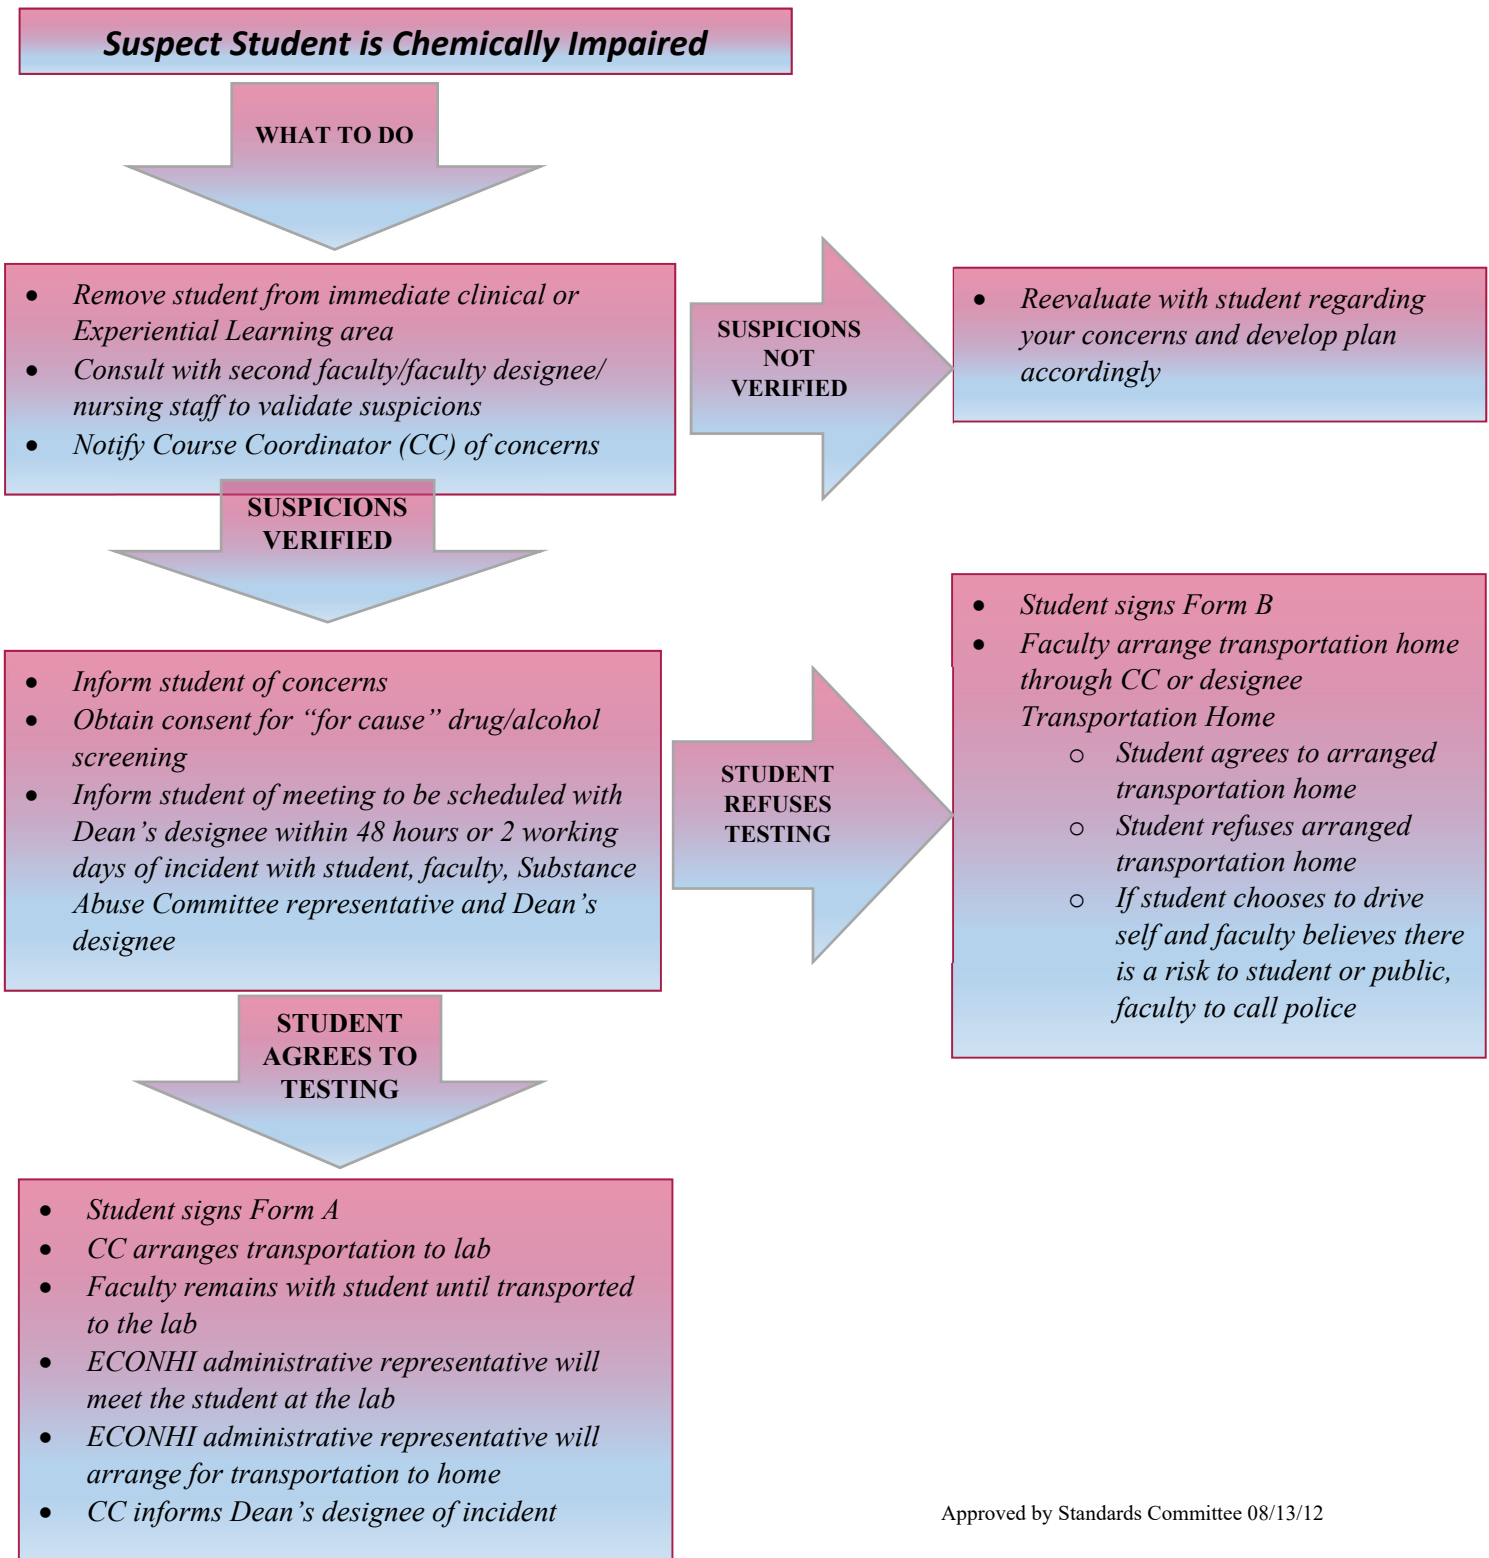 Suspect Student is Chemically Impaired
WHAT TO DO
• Remove student from immediate clinical or
Experiential Learning area
• Consult with second faculty/faculty designee/
nursing staff to validate suspicions
• Notify Course Coordinator (CC) of concerns
SUSPICIONS
NOT
VERIFIED
• Reevaluate with student regarding
your concerns and develop plan
accordingly
SUSPICIONS
VERIFIED
• Inform student of concerns
• Obtain consent for “for cause” drug/alcohol
screening
• Inform student of meeting to be scheduled with
Dean’s designee within 48 hours or 2 working
days of incident with student, faculty, Substance
Abuse Committee representative and Dean’s
designee
STUDENT
REFUSES
TESTING
• Student signs Form B
• Faculty arrange transportation home
through CC or designee
Transportation Home
o Student agrees to arranged
transportation home
o Student refuses arranged
transportation home
o If student chooses to drive
self and faculty believes there
is a risk to student or public,
faculty to call police
STUDENT
AGREES TO
TESTING
• Student signs Form A
• CC arranges transportation to lab
• Faculty remains with student until transported
to the lab
• ECONHI administrative representative will
meet the student at the lab
• ECONHI administrative representative will
arrange for transportation to home
• CC informs Dean’s designee of incident
Approved by Standards Committee 08/13/12